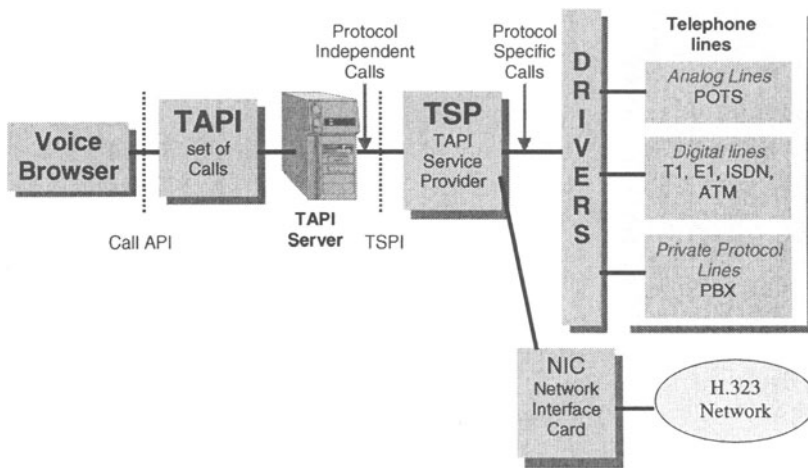 Protocol
Independent
Calls
Protocol
Specific
Calls
Telephone
lines
Voice
Browser
TAPI
set of
Calls
TAPI
Server
TSP
TAPI
Service
Provider
DRIVERS
Analog Lines
POTS
Digital lines
T1, E1, ISDN,
ATM
Private Protocol
Lines
PBX
Call API
TSPI
NIC
Network
Interface
Card
H.323
Network